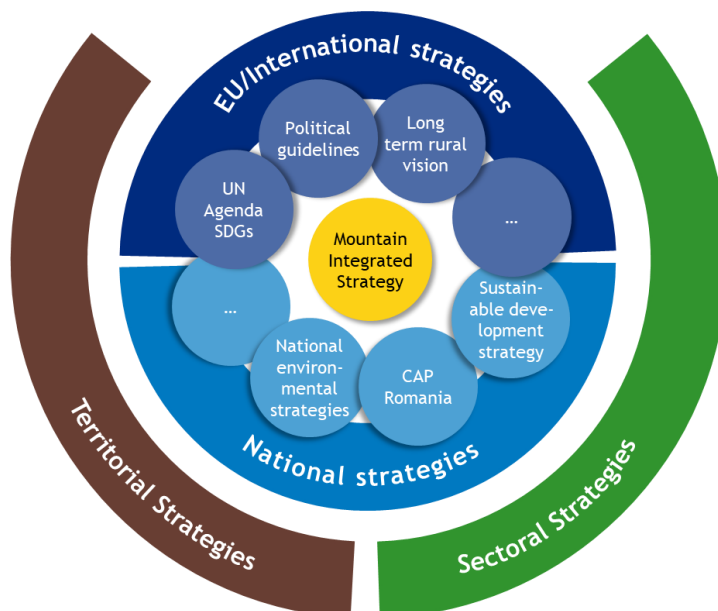 EU/International strategies
Political
guidelines
Long
term rural
vision
UN
Agenda
SDGs
...
Mountain
Integrated
Strategy
...
Sustain-
able deve-
lopment
strategy
National
environ-
mental
strategies
CAP
Romania
National strategies
Territorial Strategies
Sectoral Strategies